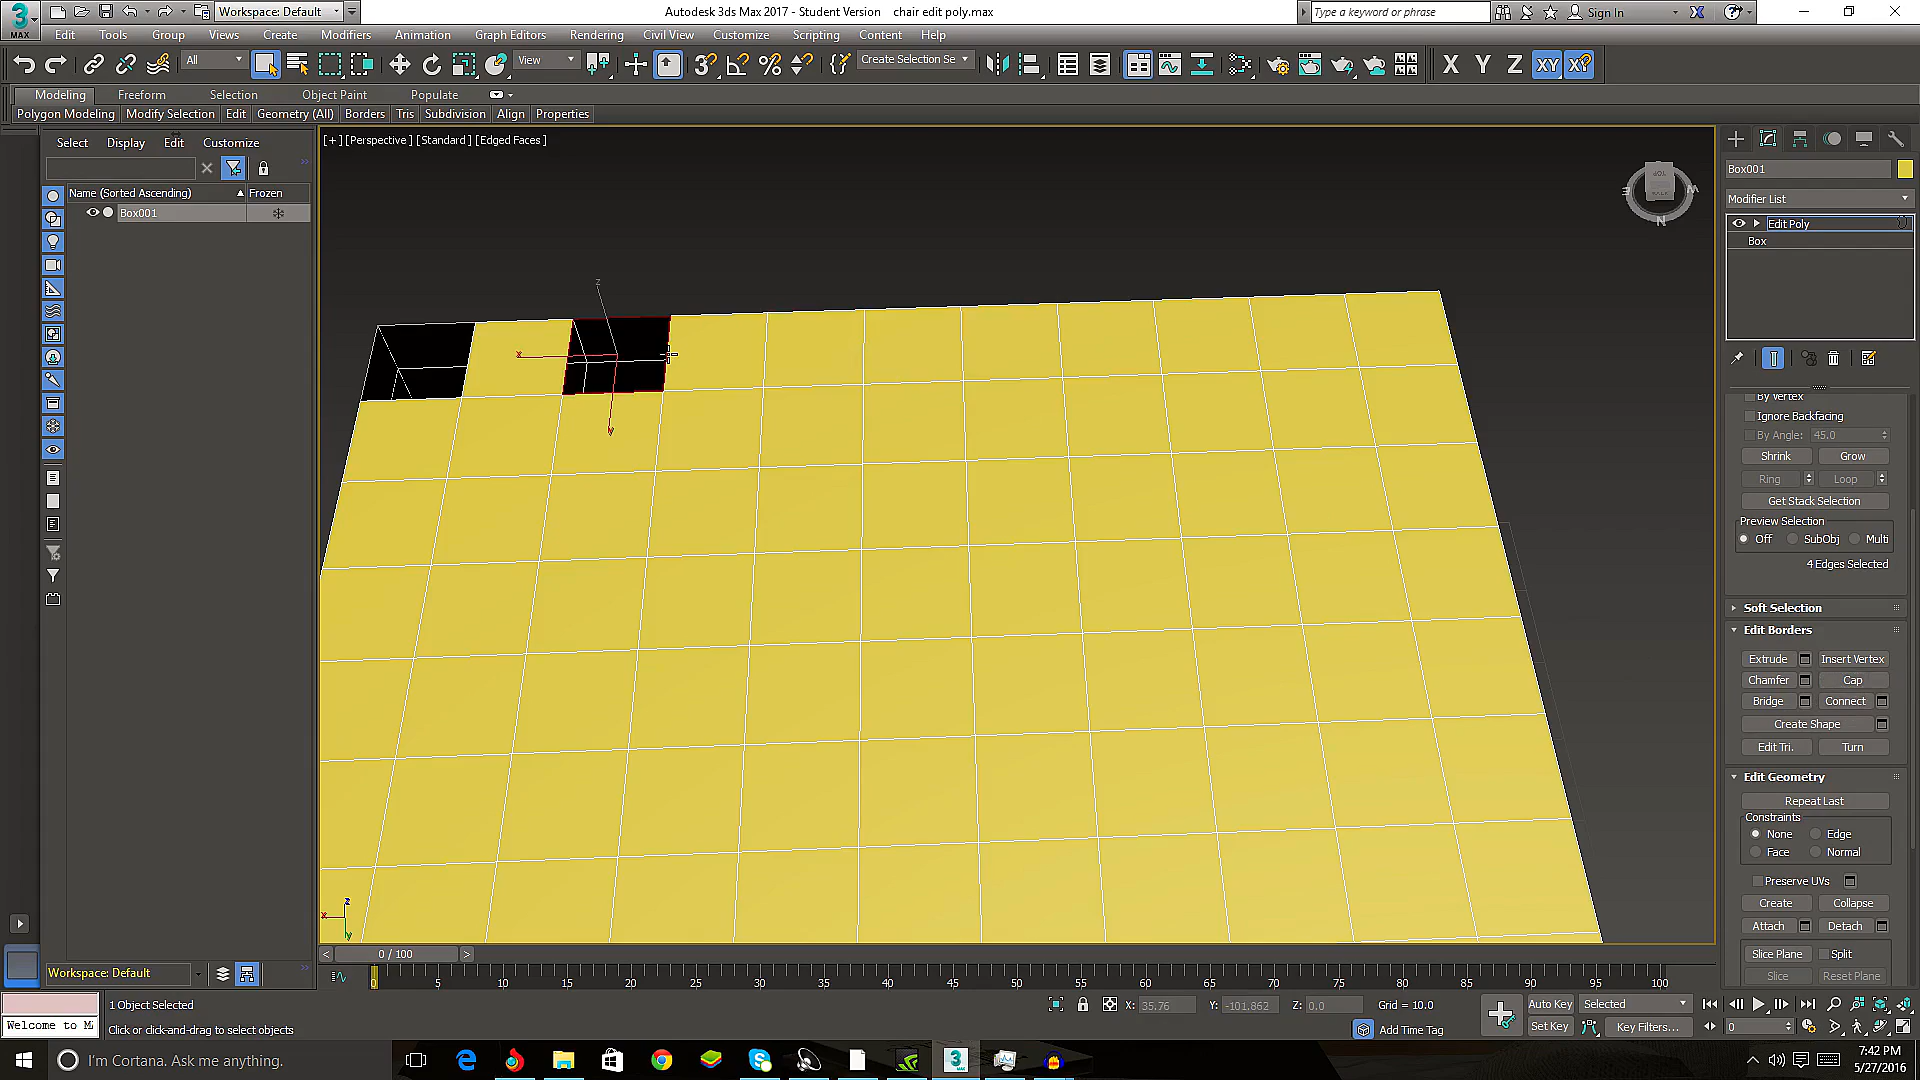 Workspace: Default
Autodesk 3ds Max 2017 - Student Version    chair edit poly.max
Type a keyword or phrase
Sign In
3
MAX
Edit
Tools
Group
Views
Create
Modifiers
Animation
Graph Editors
Rendering
Civil View
Customize
Scripting
Content
Help
All
View
Create Selection Se
X
Y
Z
XY
Modeling
Freeform
Selection
Object Paint
Populate
Polygon Modeling
Modify Selection
Edit
Geometry (All)
Borders
Tris
Subdivision
Align
Properties
Select
Display
Edit
Customize
Name (Sorted Ascending)
Frozen
Box001
[+] [Perspective] [Standard] [Edged Faces]
Box001
Modifier List
Edit Poly
Box
By Vertex
Ignore Backfacing
By Angle: 45.0
Shrink
Grow
Ring
Loop
Get Stack Selection
Preview Selection
Off
SubObj
Multi
4 Edges Selected
Soft Selection
Edit Borders
Extrude
Insert Vertex
Chamfer
Cap
Bridge
Connect
Create Shape
Edit Tri.
Turn
Edit Geometry
Repeat Last
Constraints
None
Edge
Face
Normal
Preserve UVs
Create
Collapse
Attach
Detach
Slice Plane
Split
Slice
Reset Plane
z
x
y
< 0 / 100 >
Workspace: Default
0 5 10 15 20 25 30 35 40 45 50 55 60 65 70 75 80 85 90 95 100
1 Object Selected
X: 35.76
Y: -101.862
Z: 0.0
Grid = 10.0
Auto Key
Selected
Welcome to M
Click or click-and-drag to select objects
Add Time Tag
Set Key
Key Filters...
0
I'm Cortana. Ask me anything.
7:42 PM
5/27/2016